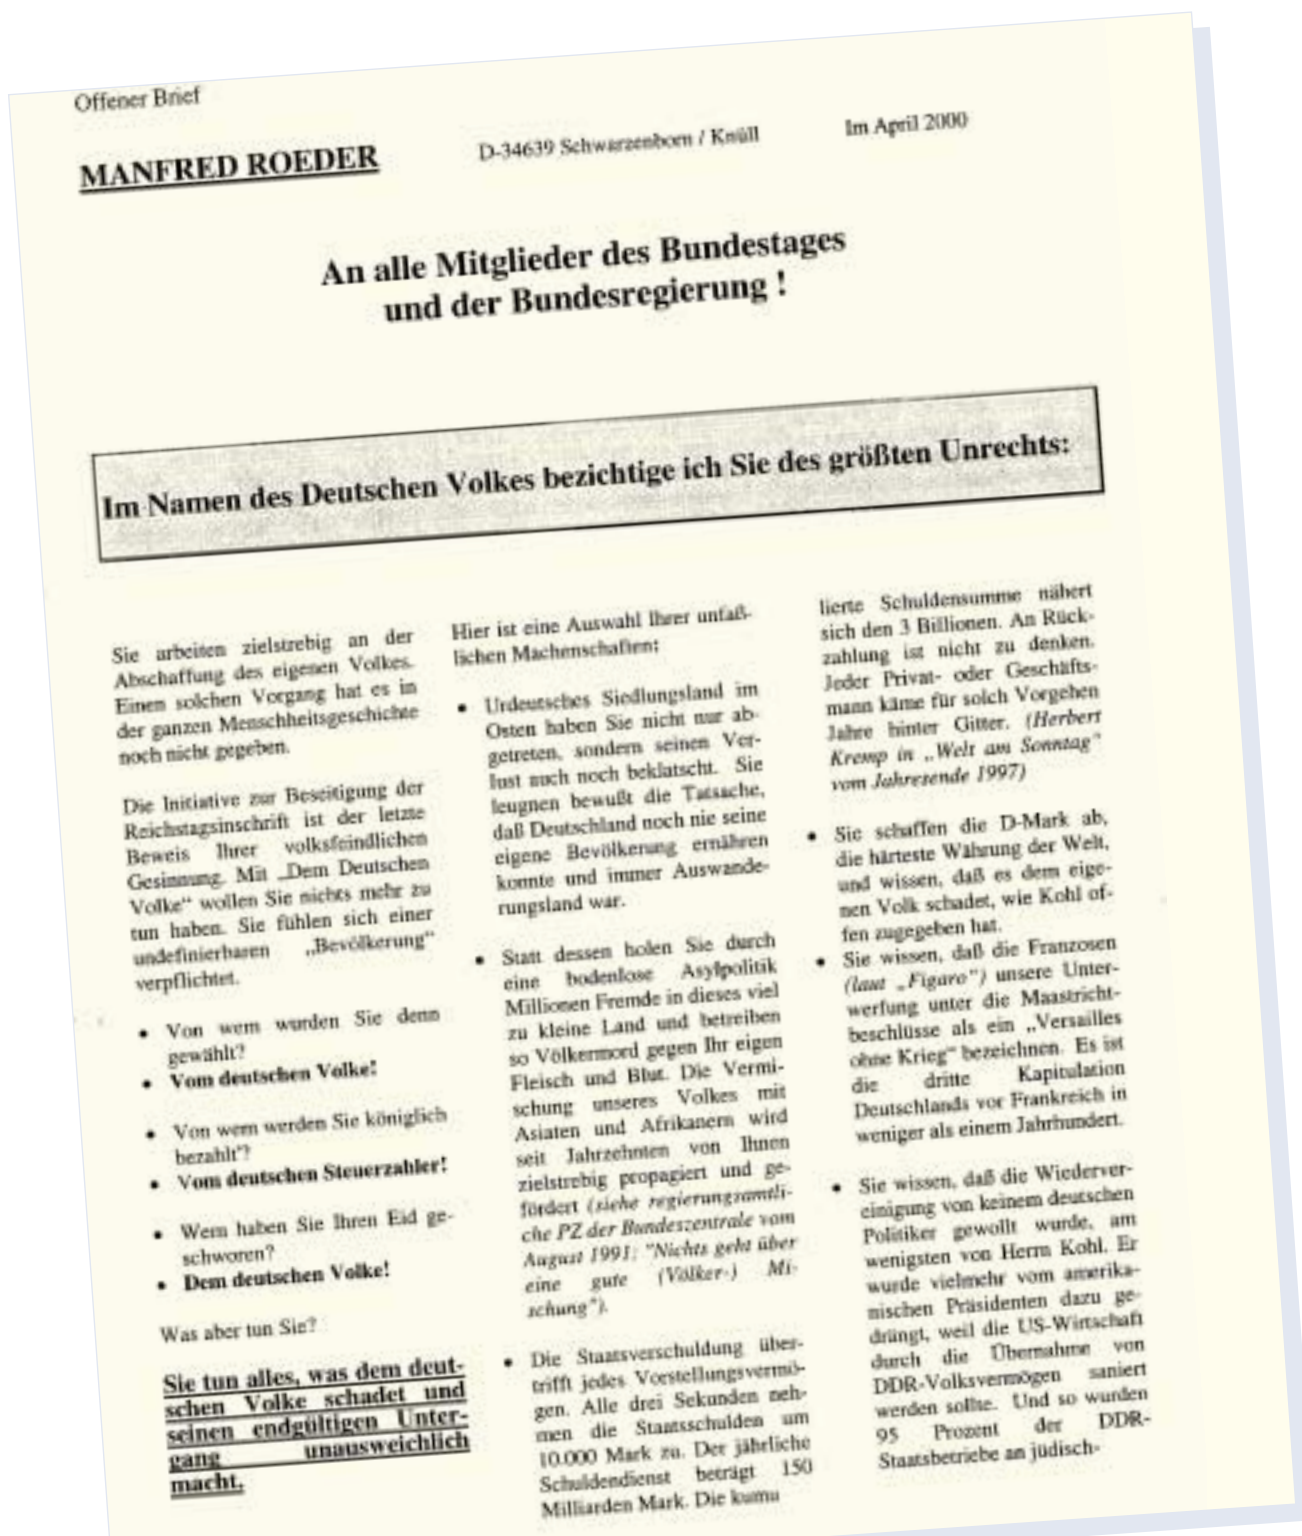 Offener Brief
MANFRED ROEDER
D-34639 Schwarzenborn / Knüll
Im April 2000
An alle Mitglieder des Bundestages
und der Bundesregierung !
Im Namen des Deutschen Volkes bezichtige ich Sie des größten Unrechts:
Sie arbeiten zielstrebig an der
Abschaffung des eigenen Volkes.
Einen solchen Vorgang hat es in
der ganzen Menschheitsgeschichte
noch nicht gegeben.
Die Initiative zur Beseitigung der
Reichstagsinschrift ist der letzte
Beweis Ihrer volksfeindlichen
Gesinnung. Mit „Dem Deutschen
Volke“ wollen Sie nichts mehr zu
tun haben. Sie fühlen sich einer
undefinierbaren „Bevölkerung“
verpflichtet.
• Von wem wurden Sie denn
gewählt?
• Vom deutschen Volke!
• Von wem werden Sie königlich
bezahlt?
• Vom deutschen Steuerzahler!
• Wem haben Sie Ihren Eid ge-
schworen?
• Dem deutschen Volke!
Was aber tun Sie?
Sie tun alles, was dem deut-
schen Volke schadet und
seinen endgültigen Unter-
gang unausweichlich
macht.
Hier ist eine Auswahl Ihrer unfaß-
lichen Machenschaften:
• Urdeutsches Siedlungsland im
Osten haben Sie nicht nur ab-
getreten, sondern seinen Ver-
lust auch noch beklatscht. Sie
leugnen bewußt die Tatsache,
daß Deutschland noch nie seine
eigene Bevölkerung ernähren
konnte und immer Auswande-
rungsland war.
• Statt dessen holen Sie durch
eine bodenlose Asylpolitik
Millionen Fremde in dieses viel
zu kleine Land und betreiben
so Völkermord gegen Ihr eigen
Fleisch und Blut. Die Vermi-
schung unseres Volkes mit
Asiaten und Afrikanern wird
seit Jahrzehnten von Ihnen
zielstrebig propagiert und ge-
fördert (siehe regierungsamtli-
che PZ der Bundeszentrale vom
August 1991: "Nichts geht über
eine gute (Völker-) Mi-
schung").
• Die Staatsverschuldung über-
trifft jedes Vorstellungsvermö-
gen. Alle drei Sekunden neh-
men die Staatsschulden um
10.000 Mark zu. Der jährliche
Schuldendienst beträgt 150
Milliarden Mark. Die kumu
lierte Schuldensumme nähert
sich den 3 Billionen. An Rück-
zahlung ist nicht zu denken.
Jeder Privat- oder Geschäfts-
mann käme für solch Vorgehen
Jahre hinter Gitter. (Herbert
Kremp in „Welt am Sonntag“
vom Jahresende 1997)
• Sie schaffen die D-Mark ab,
die härteste Währung der Welt,
und wissen, daß es dem eige-
nen Volk schadet, wie Kohl of-
fen zugegeben hat.
• Sie wissen, daß die Franzosen
(laut „Figaro“) unsere Unter-
werfung unter die Maastricht-
beschlüsse als ein „Versailles
ohne Krieg“ bezeichnen. Es ist
die dritte Kapitulation
Deutschlands vor Frankreich in
weniger als einem Jahrhundert.
• Sie wissen, daß die Wiederver-
einigung von keinem deutschen
Politiker gewollt wurde, am
wenigsten von Herrn Kohl. Er
wurde vielmehr vom amerika-
nischen Präsidenten dazu ge-
drängt, weil die US-Wirtschaft
durch die Übernahme von
DDR-Volksvermögen saniert
werden sollte. Und so wurden
95 Prozent der DDR-
Staatsbetriebe an jüdisch-